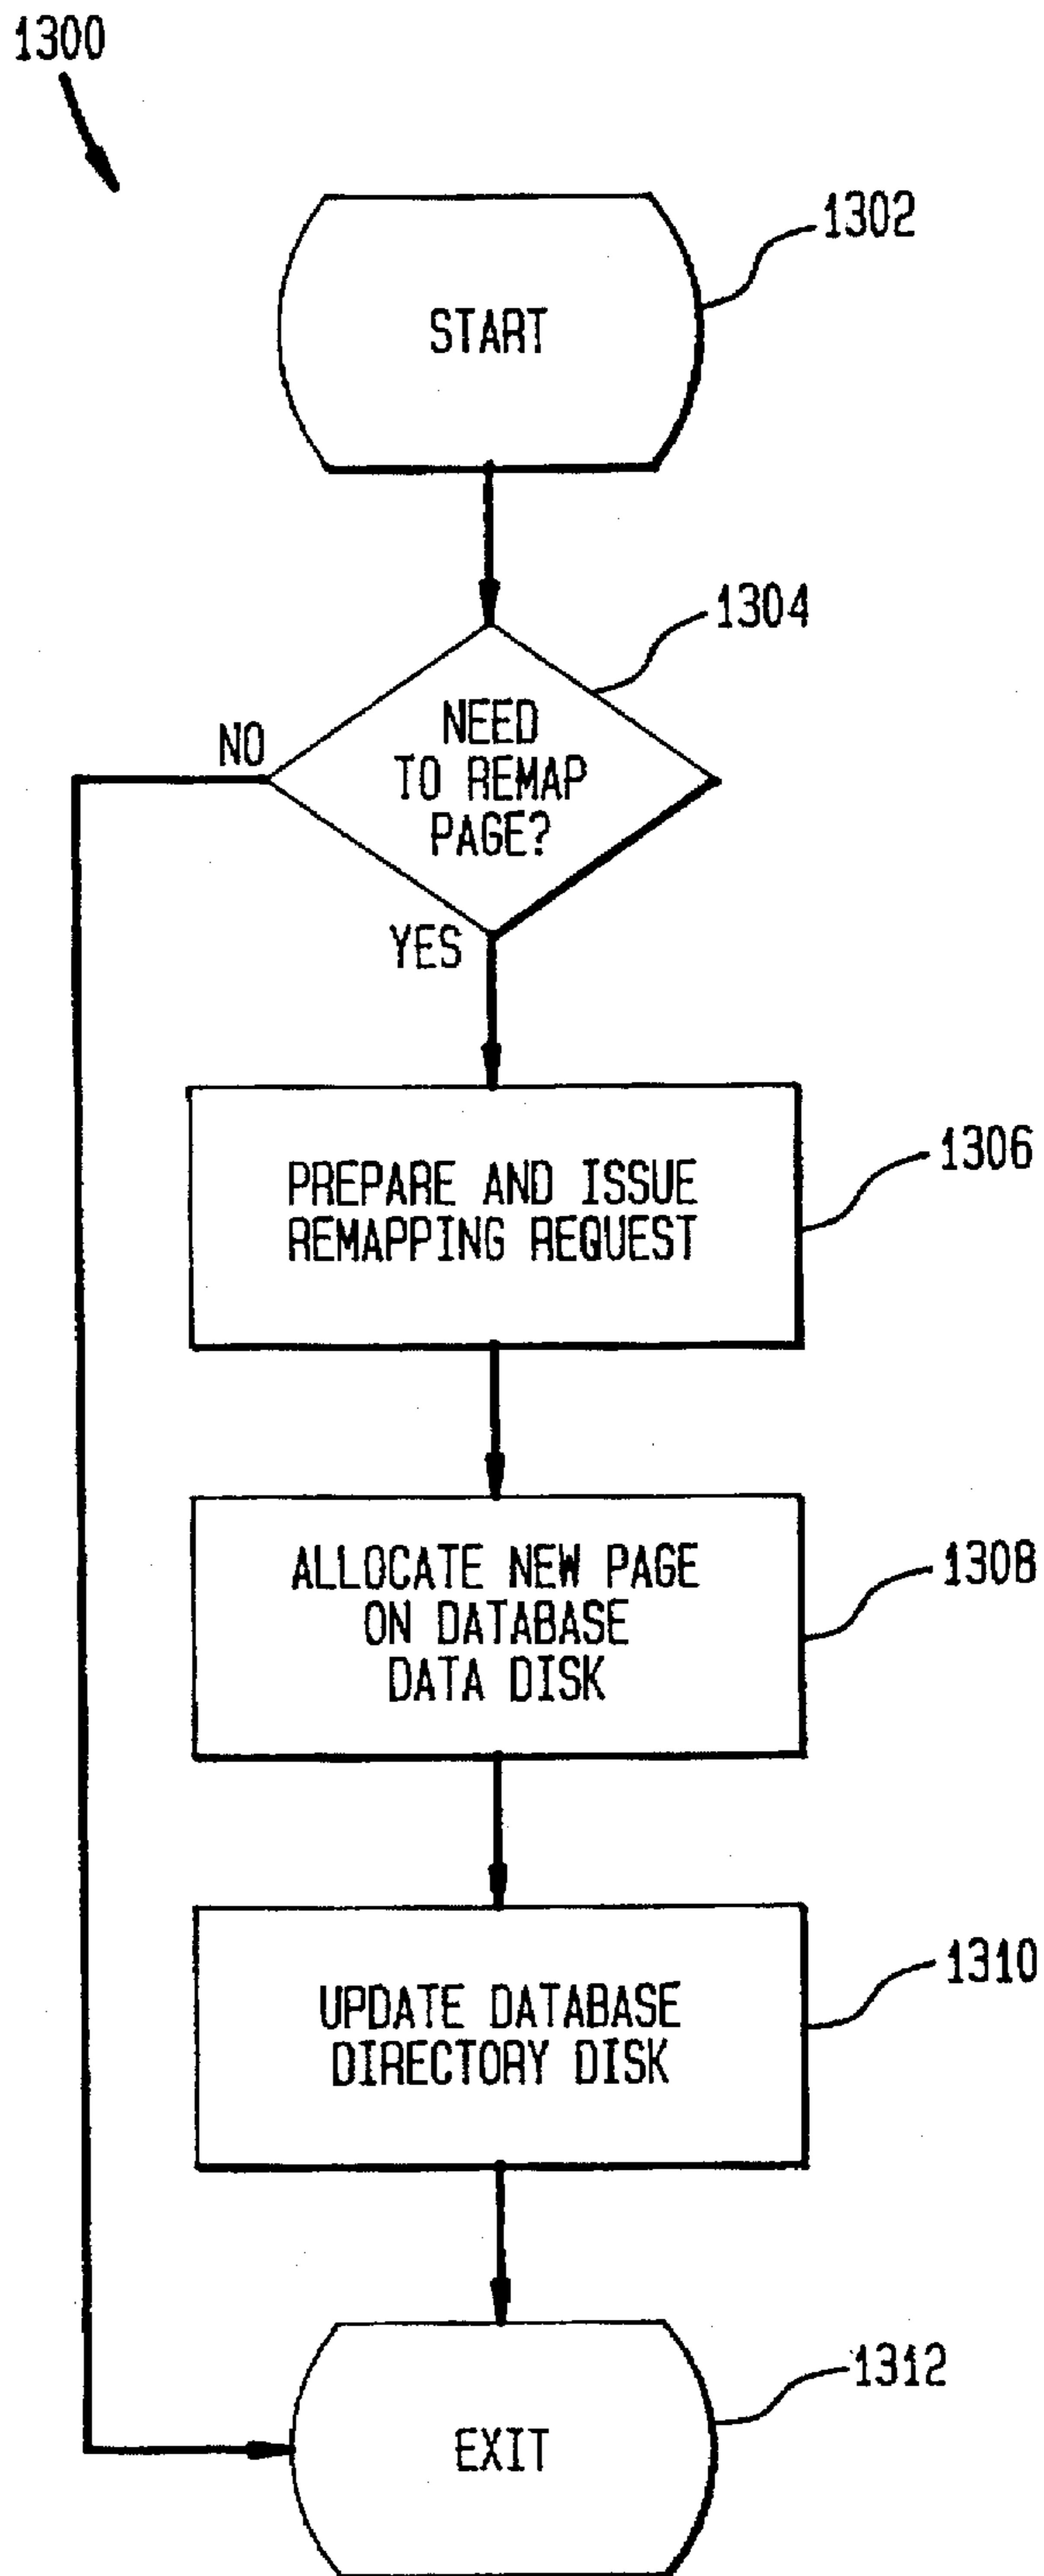 1300
1302
START
1304
NEED
TO REMAP
PAGE?
NO
YES
1306
PREPARE AND ISSUE
REMAPPING REQUEST
1308
ALLOCATE NEW PAGE
ON DATABASE
DATA DISK
1310
UPDATE DATABASE
DIRECTORY DISK
1312
EXIT